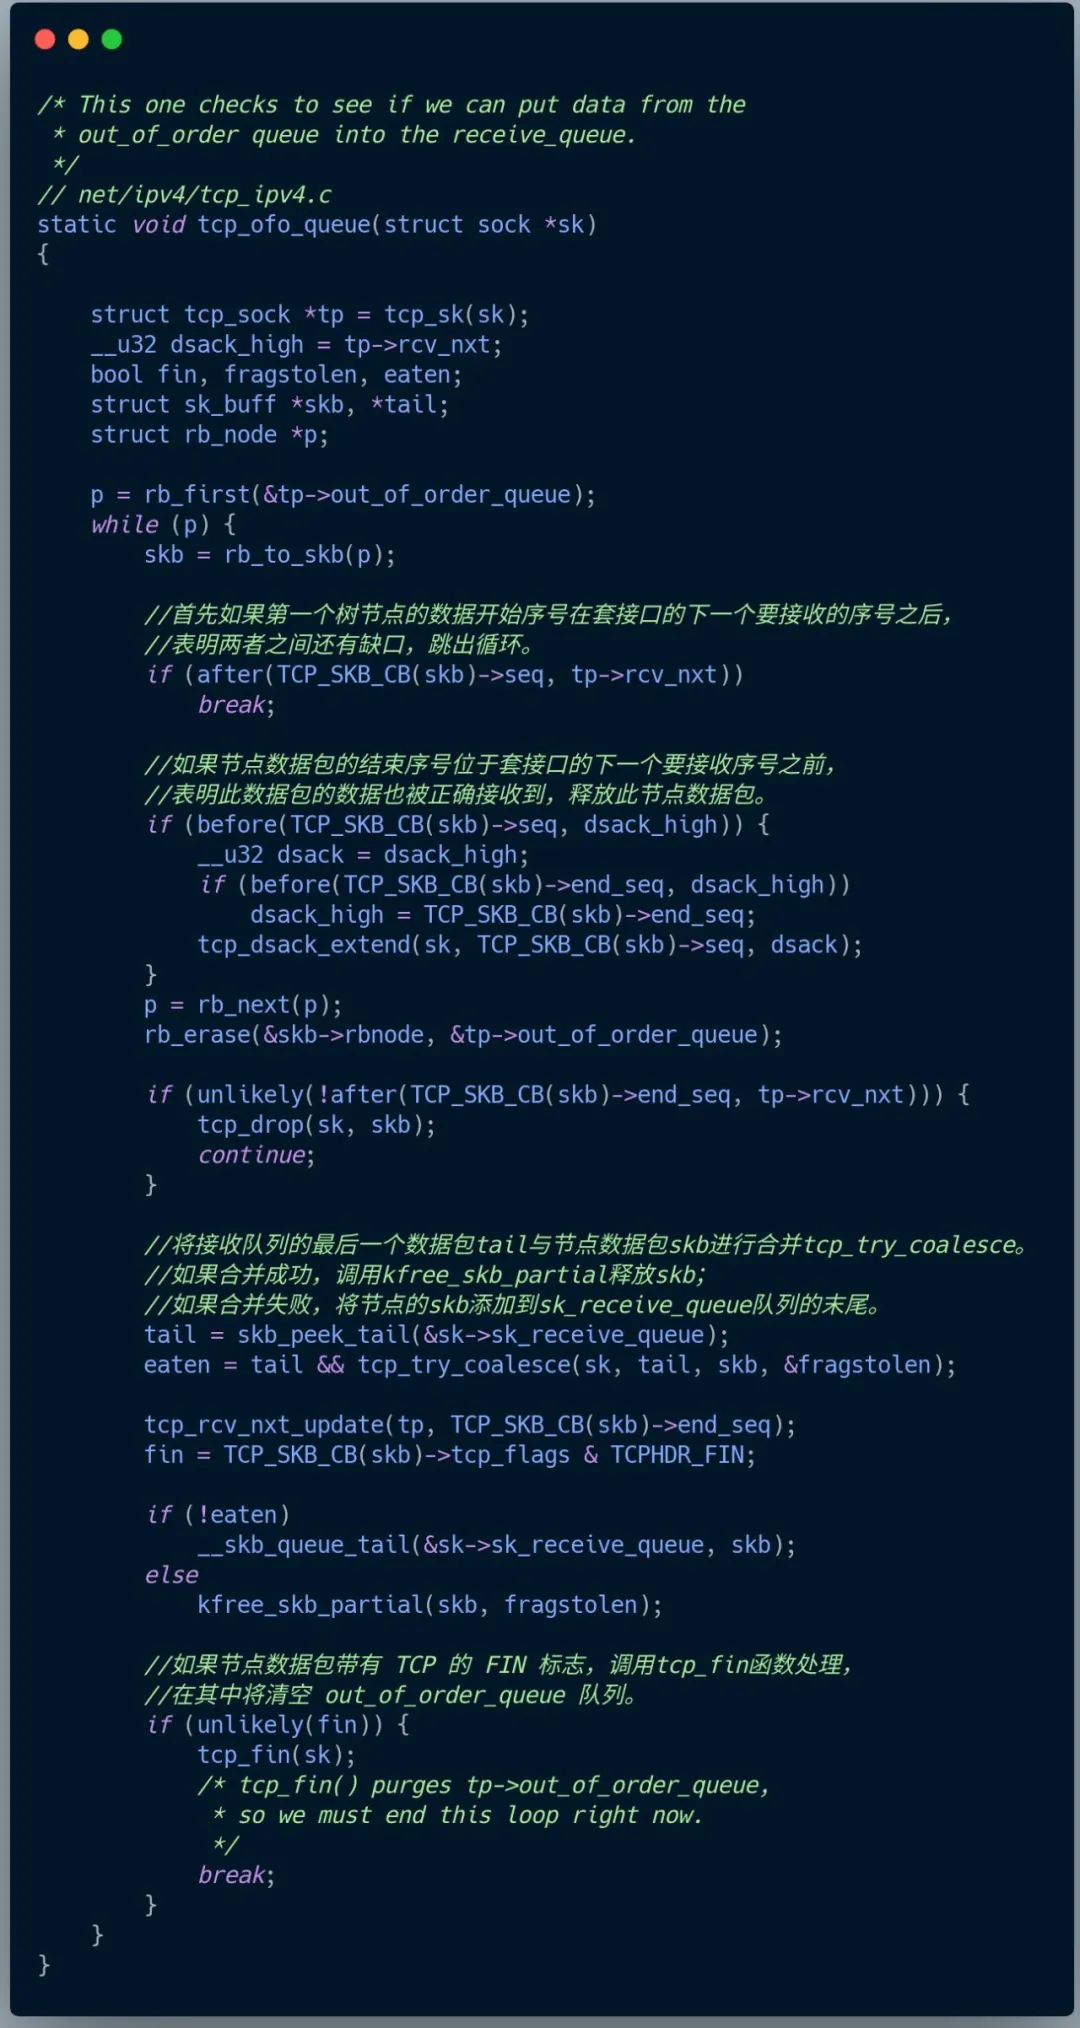 /* This one checks to see if we can put data from the
 * out_of_order queue into the receive_queue.
 */
// net/ipv4/tcp_ipv4.c
static void tcp_ofo_queue(struct sock *sk)
{
    struct tcp_sock *tp = tcp_sk(sk);
    __u32 dsack_high = tp->rcv_nxt;
    bool fin, fragstolen, eaten;
    struct sk_buff *skb, *tail;
    struct rb_node *p;
    p = rb_first(&tp->out_of_order_queue);
    while (p) {
        skb = rb_to_skb(p);
        //首先如果第一个树节点的数据开始序号在套接口的下一个要接收的序号之后，
        //表明两者之间还有缺口，跳出循环。
        if (after(TCP_SKB_CB(skb)->seq, tp->rcv_nxt))
            break;
        //如果节点数据包的结束序号位于套接口的下一个要接收序号之前，
        //表明此数据包的数据也被正确接收到，释放此节点数据包。
        if (before(TCP_SKB_CB(skb)->seq, dsack_high)) {
            __u32 dsack = dsack_high;
            if (before(TCP_SKB_CB(skb)->end_seq, dsack_high))
                dsack_high = TCP_SKB_CB(skb)->end_seq;
            tcp_dsack_extend(sk, TCP_SKB_CB(skb)->seq, dsack);
        }
        p = rb_next(p);
        rb_erase(&skb->rbnode, &tp->out_of_order_queue);
        if (unlikely(!after(TCP_SKB_CB(skb)->end_seq, tp->rcv_nxt))) {
            tcp_drop(sk, skb);
            continue;
        }
        //将接收队列的最后一个数据包tail与节点数据包skb进行合并tcp_try_coalesce。
        //如果合并成功，调用kfree_skb_partial释放skb；
        //如果合并失败，将节点的skb添加到sk_receive_queue队列的末尾。
        tail = skb_peek_tail(&sk->sk_receive_queue);
        eaten = tail && tcp_try_coalesce(sk, tail, skb, &fragstolen);
        tcp_rcv_nxt_update(tp, TCP_SKB_CB(skb)->end_seq);
        fin = TCP_SKB_CB(skb)->tcp_flags & TCPHDR_FIN;
        if (!eaten)
            __skb_queue_tail(&sk->sk_receive_queue, skb);
        else
            kfree_skb_partial(skb, fragstolen);
        //如果节点数据包带有 TCP 的 FIN 标志，调用tcp_fin函数处理，
        //在其中将清空 out_of_order_queue 队列。
        if (unlikely(fin)) {
            tcp_fin(sk);
            /* tcp_fin() purges tp->out_of_order_queue,
             * so we must end this loop right now.
             */
            break;
        }
    }
}